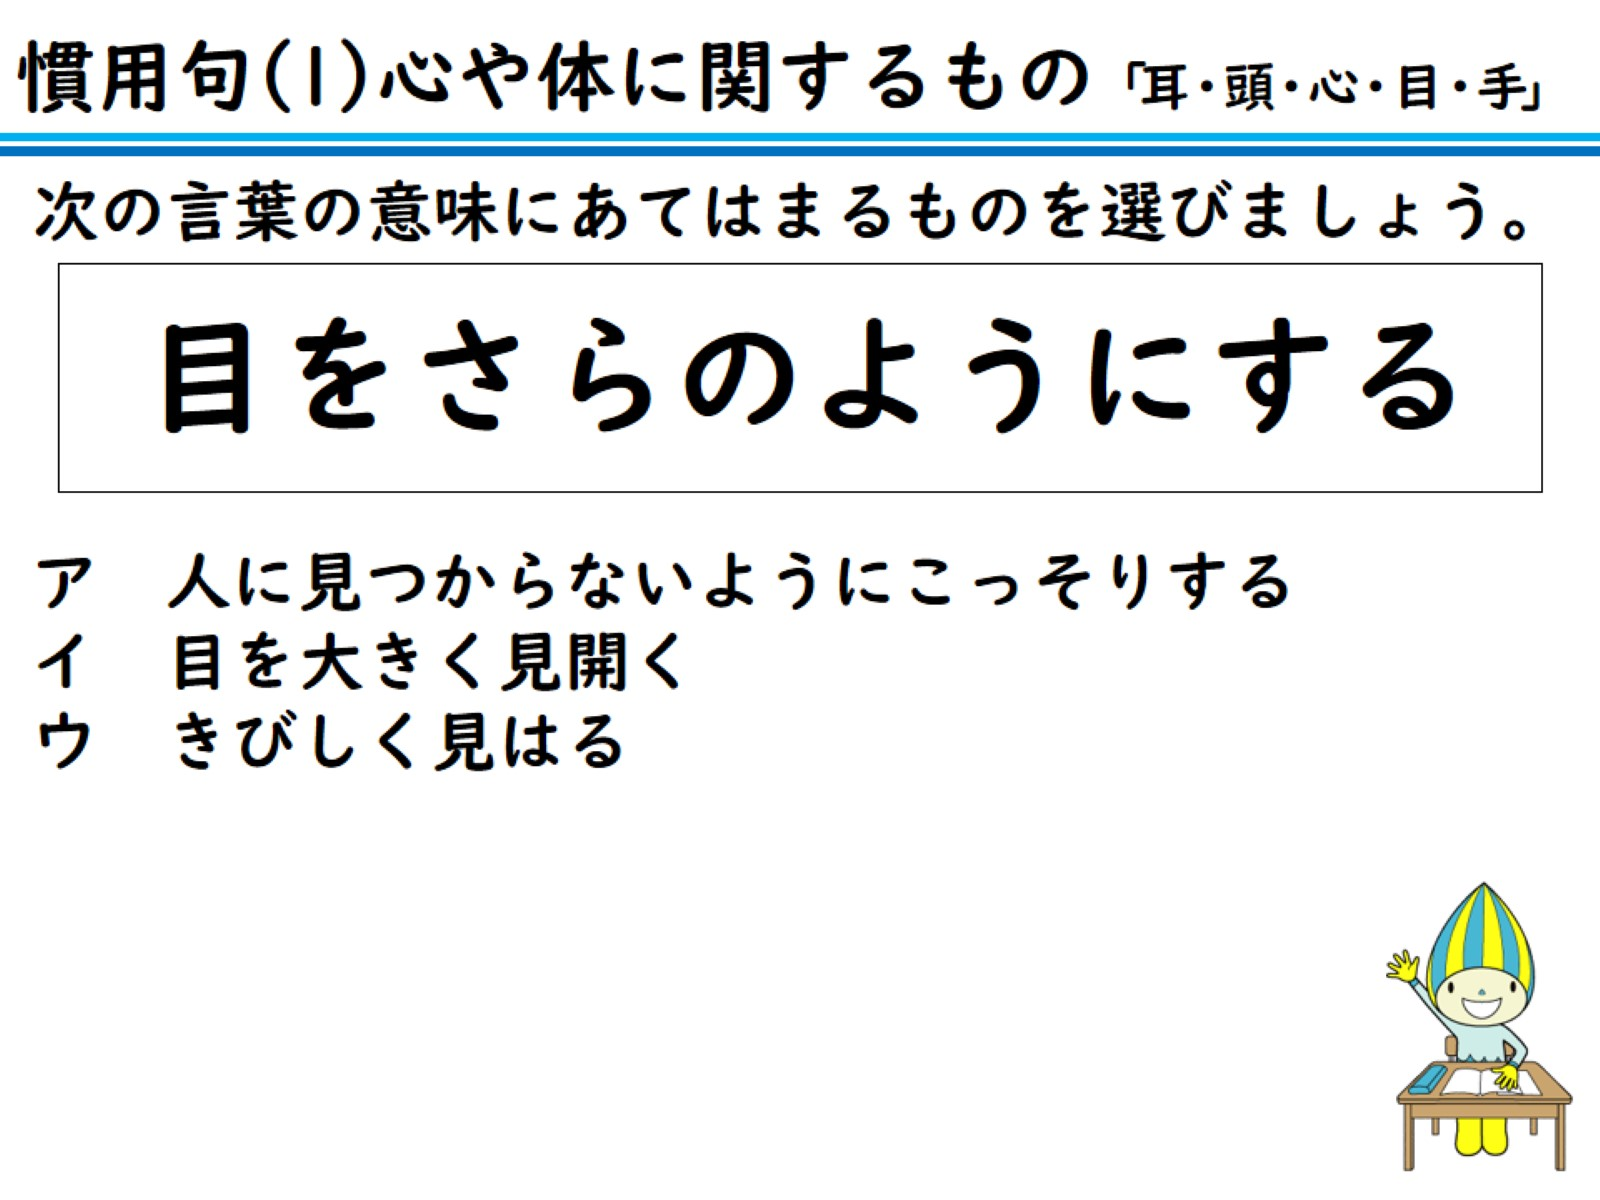 慣用句(1)心や体に関するもの「耳・頭・心・目・手」
次の言葉の意味にあてはまるものを選びましょう。
目をさらのようにする
ア　人に見つからないようにこっそりする
イ　目を大きく見開く
ウ　きびしく見はる